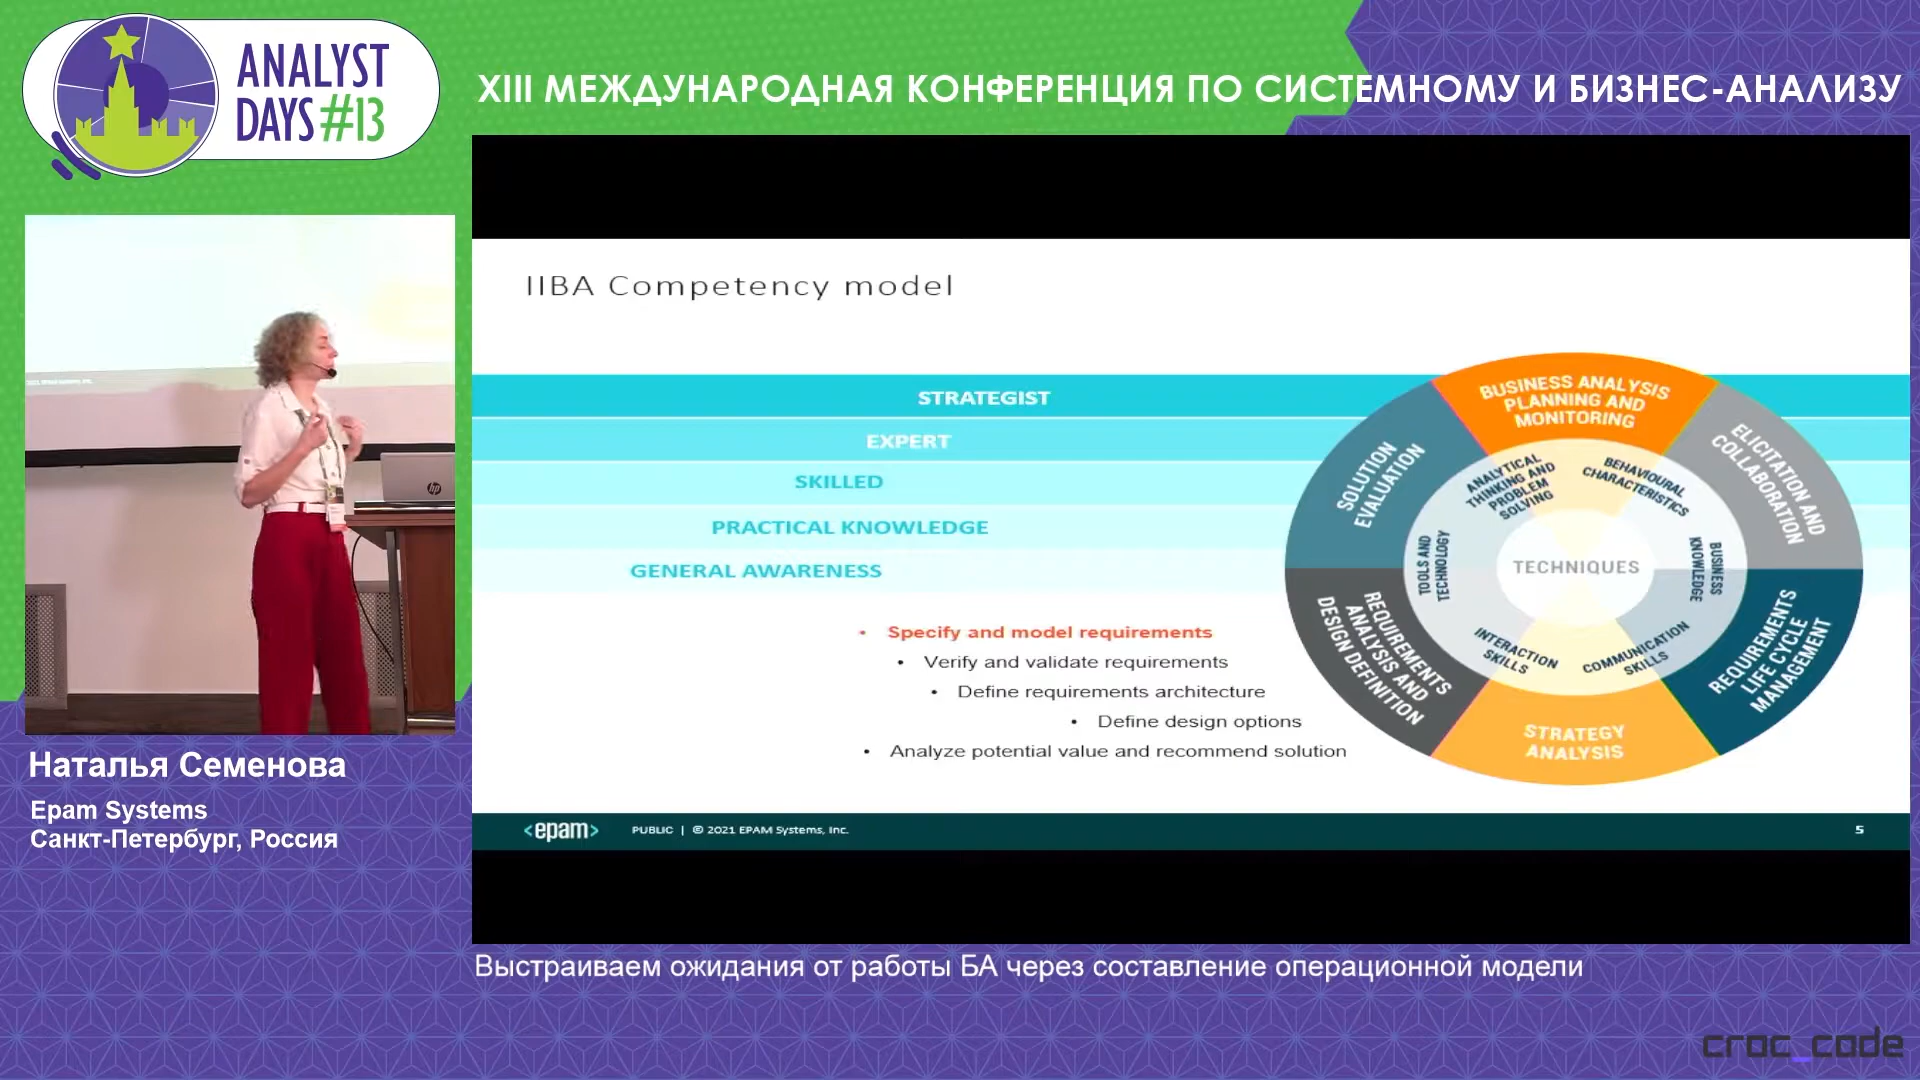 ANALYST
DAYS #13
XIII МЕЖДУНАРОДНАЯ КОНФЕРЕНЦИЯ ПО СИСТЕМНОМУ И БИЗНЕС-АНАЛИЗУ
IIBA Competency model
STRATEGIST
EXPERT
SKILLED
PRACTICAL KNOWLEDGE
GENERAL AWARENESS
• Specify and model requirements
• Verify and validate requirements
• Define requirements architecture
• Define design options
• Analyze potential value and recommend solution
BUSINESS ANALYSIS
PLANNING AND
MONITORING
ELICITATION AND
COLLABORATION
REQUIREMENTS
LIFE CYCLE
MANAGEMENT
STRATEGY
ANALYSIS
REQUIREMENTS
ANALYSIS AND
DESIGN DEFINITION
SOLUTION
EVALUATION
ANALYTICAL
THINKING AND
PROBLEM
SOLVING
BEHAVIOURAL
CHARACTERISTICS
BUSINESS
KNOWLEDGE
COMMUNICATION
SKILLS
INTERACTION
SKILLS
TOOLS AND
TECHNOLOGY
TECHNIQUES
<epam>
PUBLIC | © 2021 EPAM Systems, Inc.
5
hp
Наталья Семенова
Epam Systems
Санкт-Петербург, Россия
Выстраиваем ожидания от работы БА через составление операционной модели
croc_code